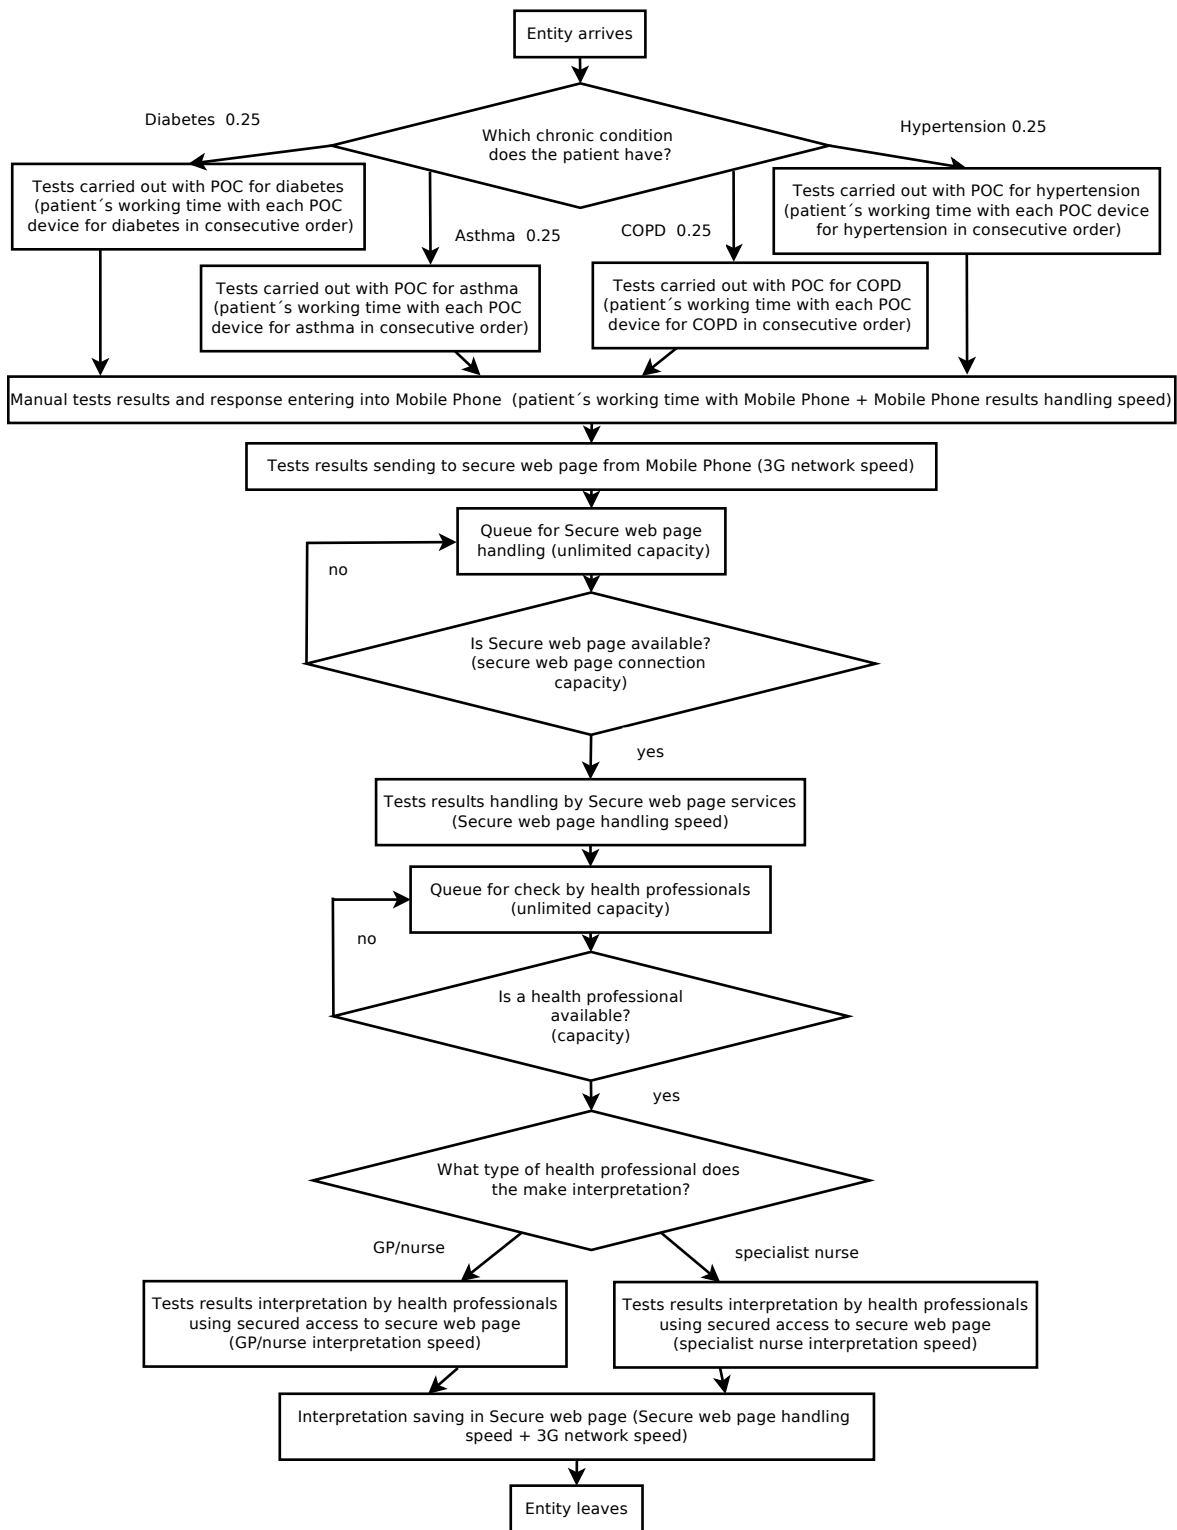 Entity arrives
Diabetes  0.25
Which chronic condition
does the patient have?
Hypertension 0.25
Tests carried out with POC for diabetes
(patient´s working time with each POC
device for diabetes in consecutive order)
Tests carried out with POC for hypertension
(patient´s working time with each POC device
for hypertension in consecutive order)
Asthma  0.25
COPD  0.25
Tests carried out with POC for asthma
(patient´s working time with each POC
device for asthma in consecutive order)
Tests carried out with POC for COPD
(patient´s working time with each POC
device for COPD in consecutive order)
Manual tests results and response entering into Mobile Phone  (patient´s working time with Mobile Phone + Mobile Phone results handling speed)
Tests results sending to secure web page from Mobile Phone (3G network speed)
Queue for Secure web page
handling (unlimited capacity)
no
Is Secure web page available?
(secure web page connection
capacity)
yes
Tests results handling by Secure web page services
(Secure web page handling speed)
Queue for check by health professionals
(unlimited capacity)
no
Is a health professional
available?
(capacity)
yes
What type of health professional does
the make interpretation?
GP/nurse
specialist nurse
Tests results interpretation by health professionals
using secured access to secure web page
(GP/nurse interpretation speed)
Tests results interpretation by health professionals
using secured access to secure web page
(specialist nurse interpretation speed)
Interpretation saving in Secure web page (Secure web page handling
speed + 3G network speed)
Entity leaves